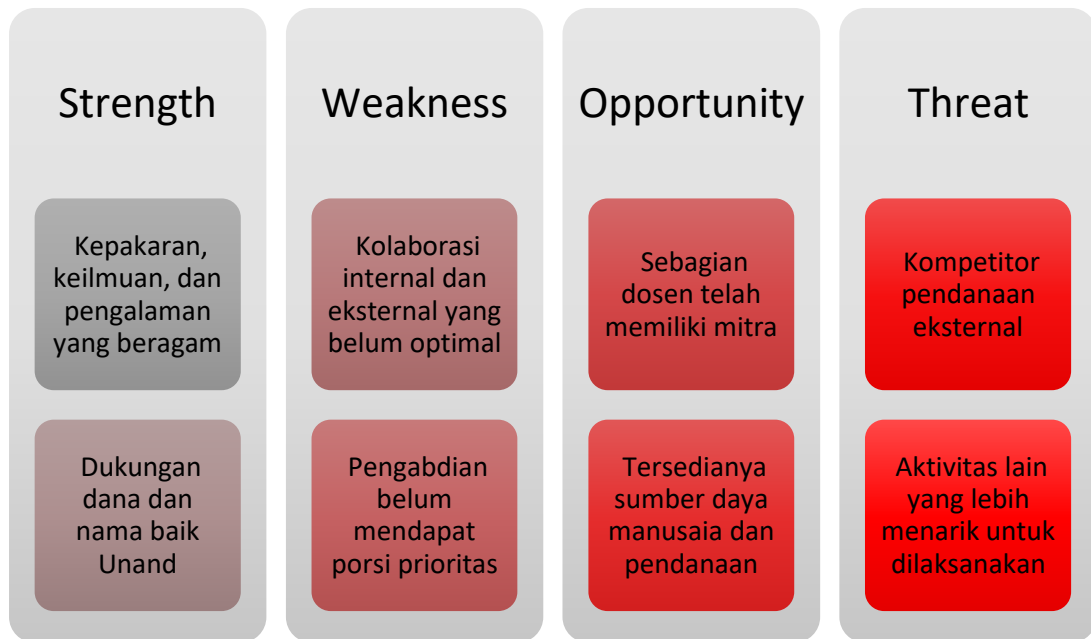 Strength
Kepakaran,
keilmuan, dan
pengalaman
yang beragam
Dukungan
dana dan
nama baik
Unand
Weakness
Kolaborasi
internal dan
eksternal yang
belum optimal
Pengabdian
belum
mendapat
porsi prioritas
Opportunity
Sebagian
dosen telah
memiliki mitra
Tersedianya
sumber daya
manusaia dan
pendanaan
Threat
Kompetitor
pendanaan
eksternal
Aktivitas lain
yang lebih
menarik untuk
dilaksanakan